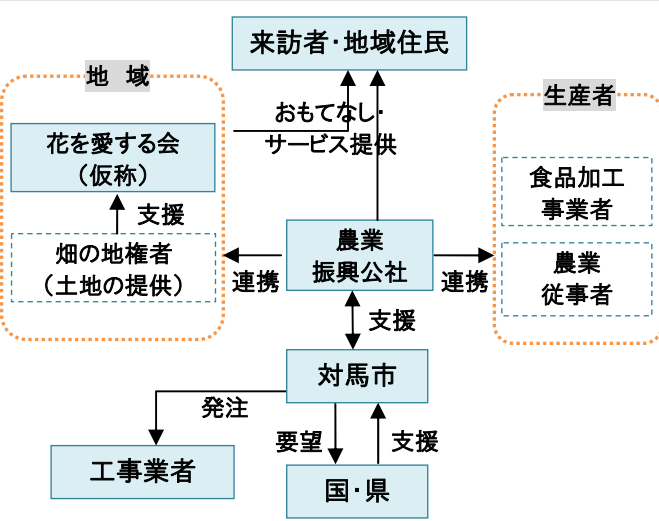 来訪者・地域住民
地　域
生産者
おもてなし・
サービス提供
花を愛する会
（仮称）
支援
畑の地権者
（土地の提供）
連携
農業
振興公社
連携
食品加工
事業者
農業
従事者
支援
対馬市
発注
要望
支援
工事業者
国・県